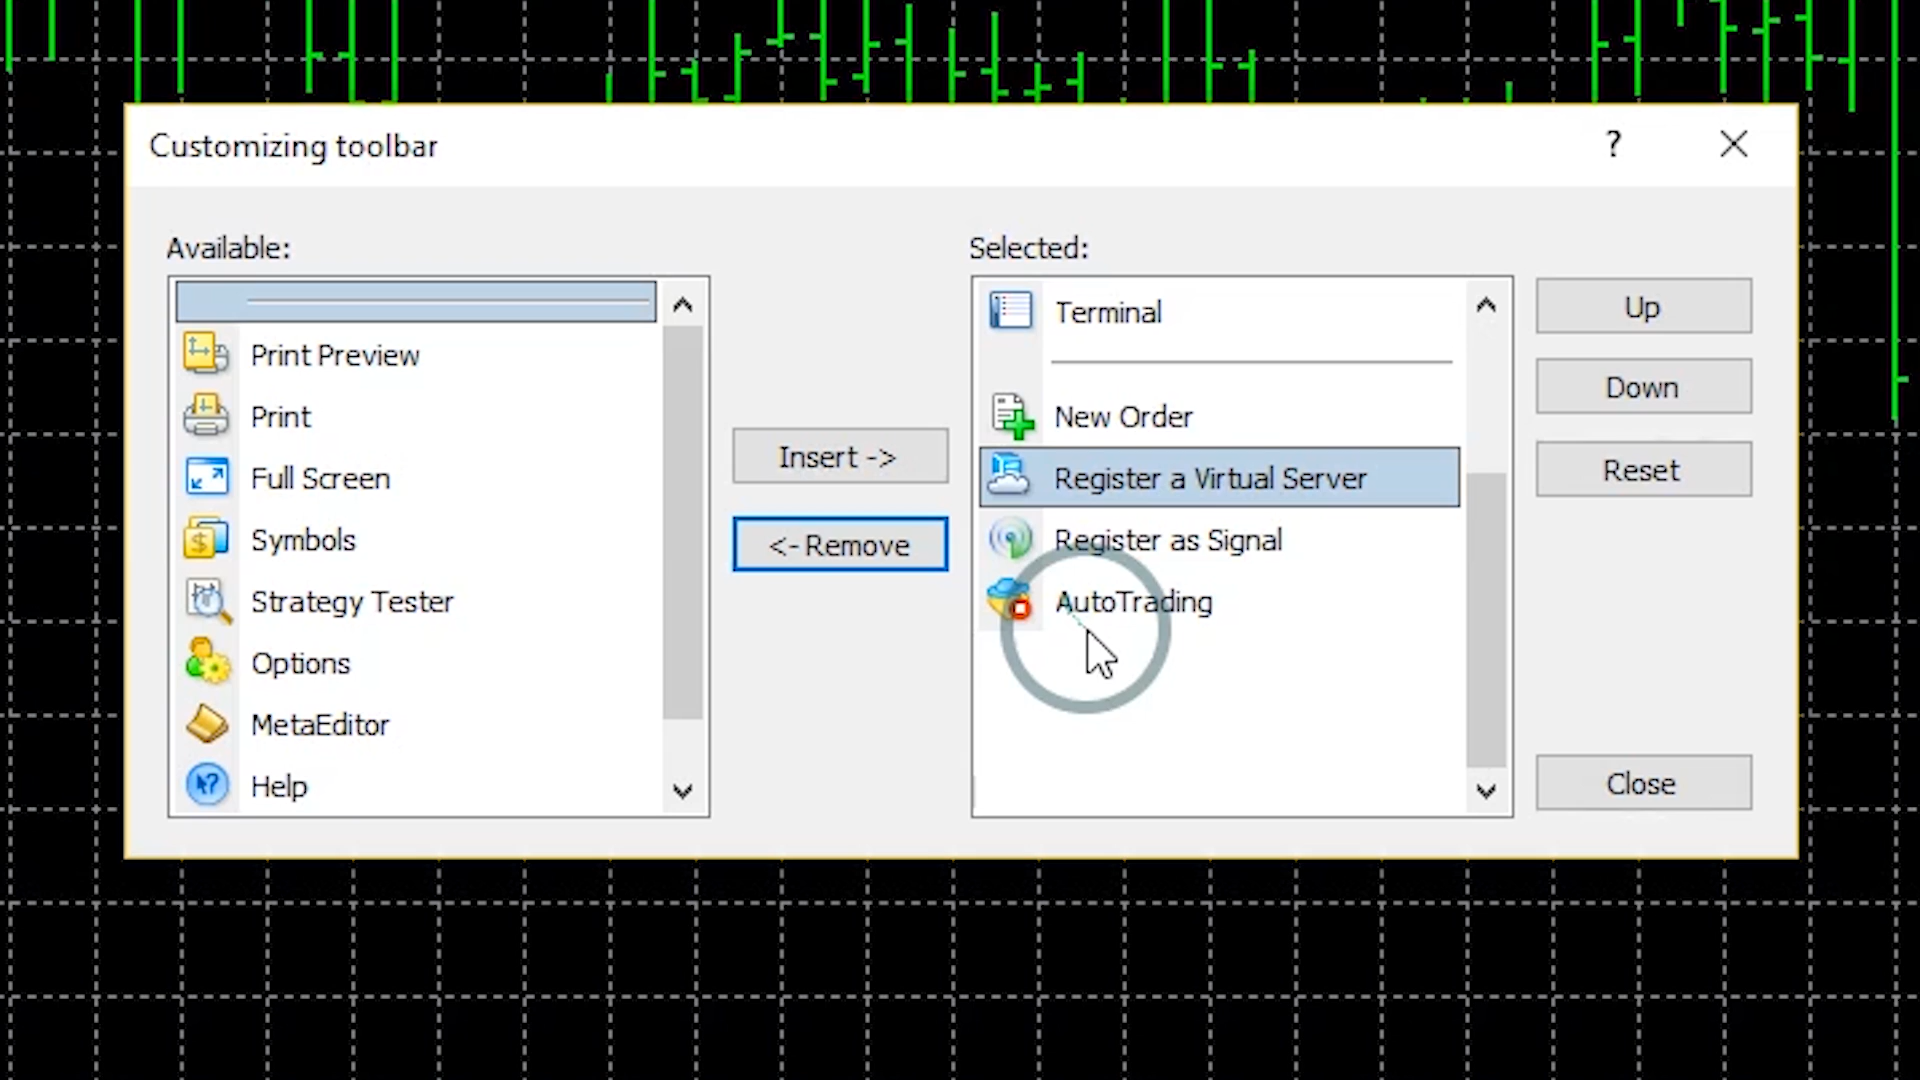 Customizing toolbar
?
Available:
Selected:
Print Preview
Print
Full Screen
Symbols
Strategy Tester
Options
MetaEditor
Help
Insert ->
<- Remove
Terminal
New Order
Register a Virtual Server
Register as Signal
AutoTrading
Up
Down
Reset
Close